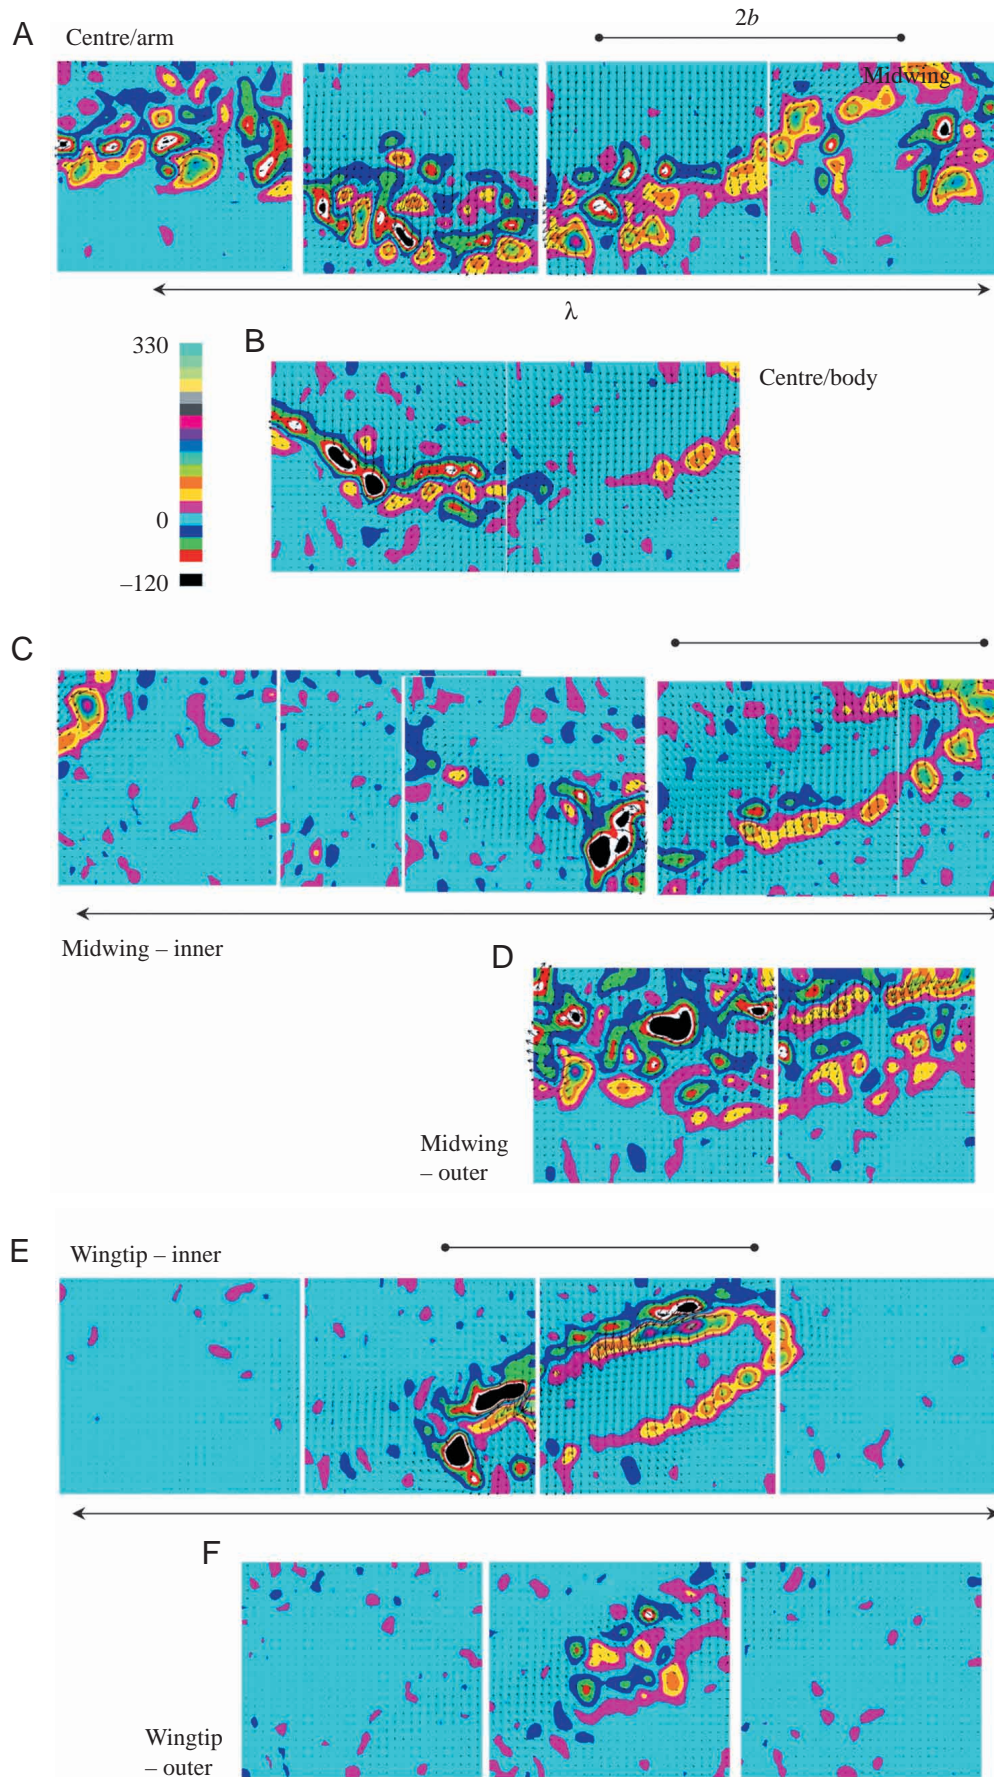 A
Centre/arm
2b
Midwing
λ
330
0
–120
B
Centre/body
C
Midwing – inner
D
Midwing
– outer
E
Wingtip – inner
F
Wingtip
– outer